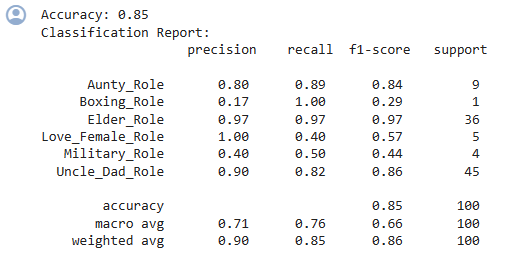 Accuracy: 0.85
Classification Report:
precision recall f1-score support
Aunty_Role 0.80 0.89 0.84 9
Boxing_Role 0.17 1.00 0.29 1
Elder_Role 0.97 0.97 0.97 36
Love_Female_Role 1.00 0.40 0.57 5
Military_Role 0.40 0.50 0.44 4
Uncle_Dad_Role 0.90 0.82 0.86 45
accuracy 0.85 100
macro avg 0.71 0.76 0.66 100
weighted avg 0.90 0.85 0.86 100